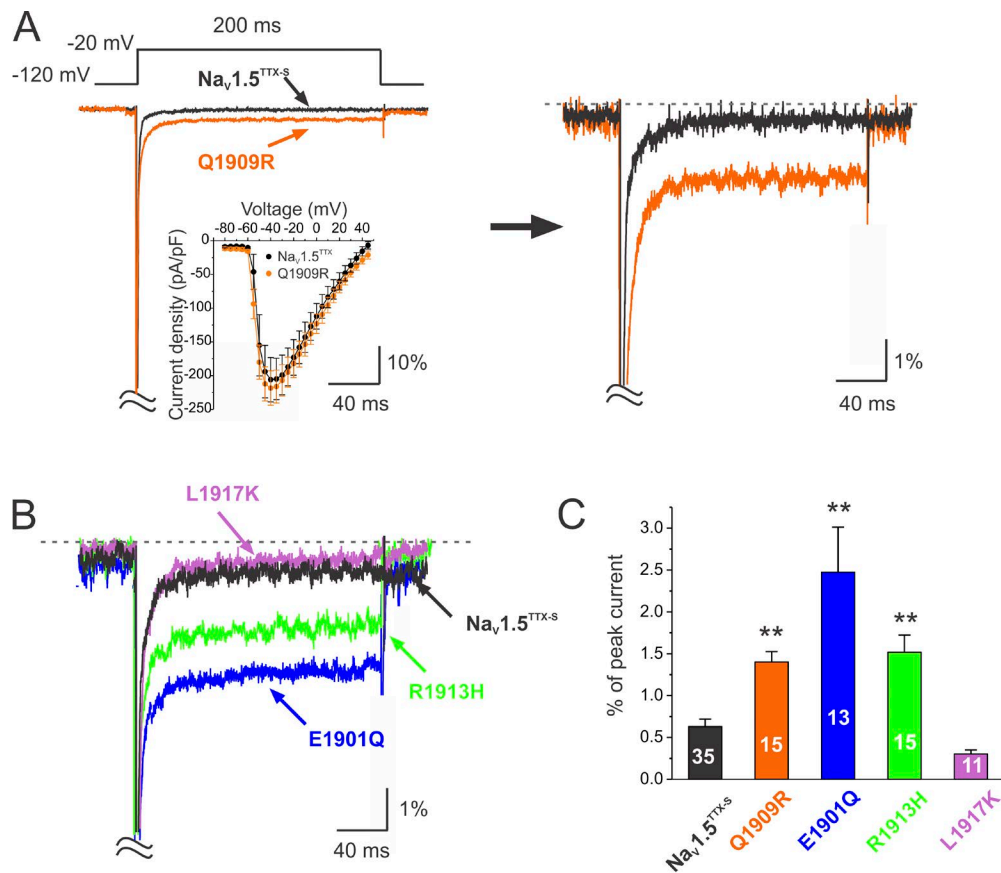 A
200 ms
-20 mV
-120 mV
NaV1.5TTX-S
Q1909R
Voltage (mV)
-80 -60 -40 -20 0 20 40
0
-50
-100
-150
-200
-250
Current density (pA/pF)
NaV1.5TTX
Q1909R
10%
40 ms
1%
40 ms
B
L1917K
NaV1.5TTX-S
R1913H
E1901Q
1%
40 ms
C
% of peak current
3.0
2.5
2.0
1.5
1.0
0.5
0.0
** ** **
35 15 13 15 11
NaV1.5TTX-S
Q1909R
E1901Q
R1913H
L1917K